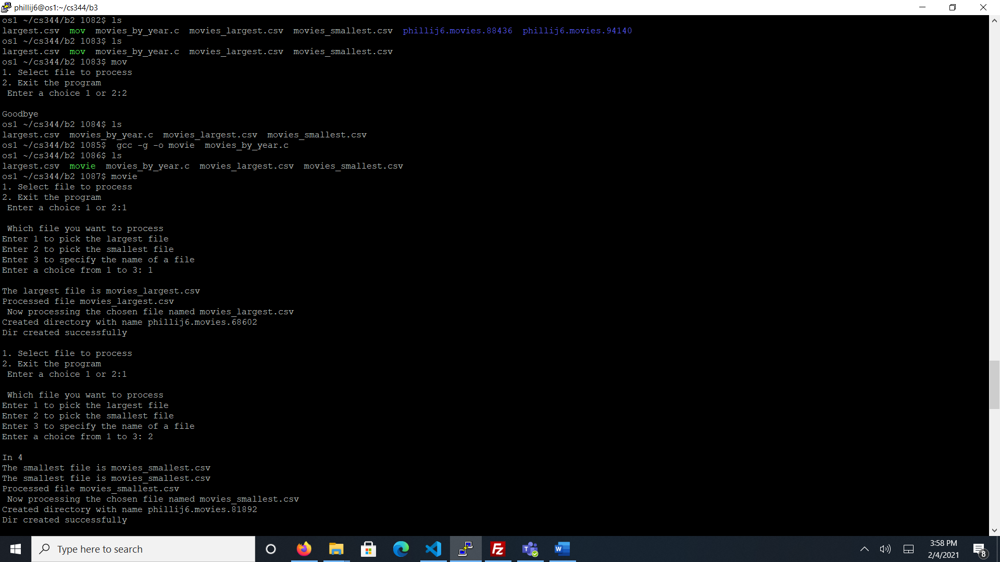 phillij6@os1:~/cs344/b3
os1 ~/cs344/b2 1082$ ls
largest.csv  mov  movies_by_year.c  movies_largest.csv  movies_smallest.csv  phillij6.movies.88436  phillij6.movies.94140
os1 ~/cs344/b2 1083$ ls
largest.csv  mov  movies_by_year.c  movies_largest.csv  movies_smallest.csv
os1 ~/cs344/b2 1083$ mov
1. Select file to process
2. Exit the program
 Enter a choice 1 or 2:2
Goodbye
os1 ~/cs344/b2 1084$ ls
largest.csv  movies_by_year.c  movies_largest.csv  movies_smallest.csv
os1 ~/cs344/b2 1085$  gcc -g -o movie  movies_by_year.c
os1 ~/cs344/b2 1086$ ls
largest.csv  movie  movies_by_year.c  movies_largest.csv  movies_smallest.csv
os1 ~/cs344/b2 1087$ movie
1. Select file to process
2. Exit the program
 Enter a choice 1 or 2:1
 Which file you want to process
Enter 1 to pick the largest file
Enter 2 to pick the smallest file
Enter 3 to specify the name of a file
Enter a choice from 1 to 3: 1
The largest file is movies_largest.csv
Processed file movies_largest.csv
 Now processing the chosen file named movies_largest.csv
Created directory with name phillij6.movies.68602
Dir created successfully
1. Select file to process
2. Exit the program
 Enter a choice 1 or 2:1
 Which file you want to process
Enter 1 to pick the largest file
Enter 2 to pick the smallest file
Enter 3 to specify the name of a file
Enter a choice from 1 to 3: 2
In 4
The smallest file is movies_smallest.csv
The smallest file is movies_smallest.csv
Processed file movies_smallest.csv
 Now processing the chosen file named movies_smallest.csv
Created directory with name phillij6.movies.81892
Dir created successfully
Type here to search
3:58 PM
2/4/2021
8